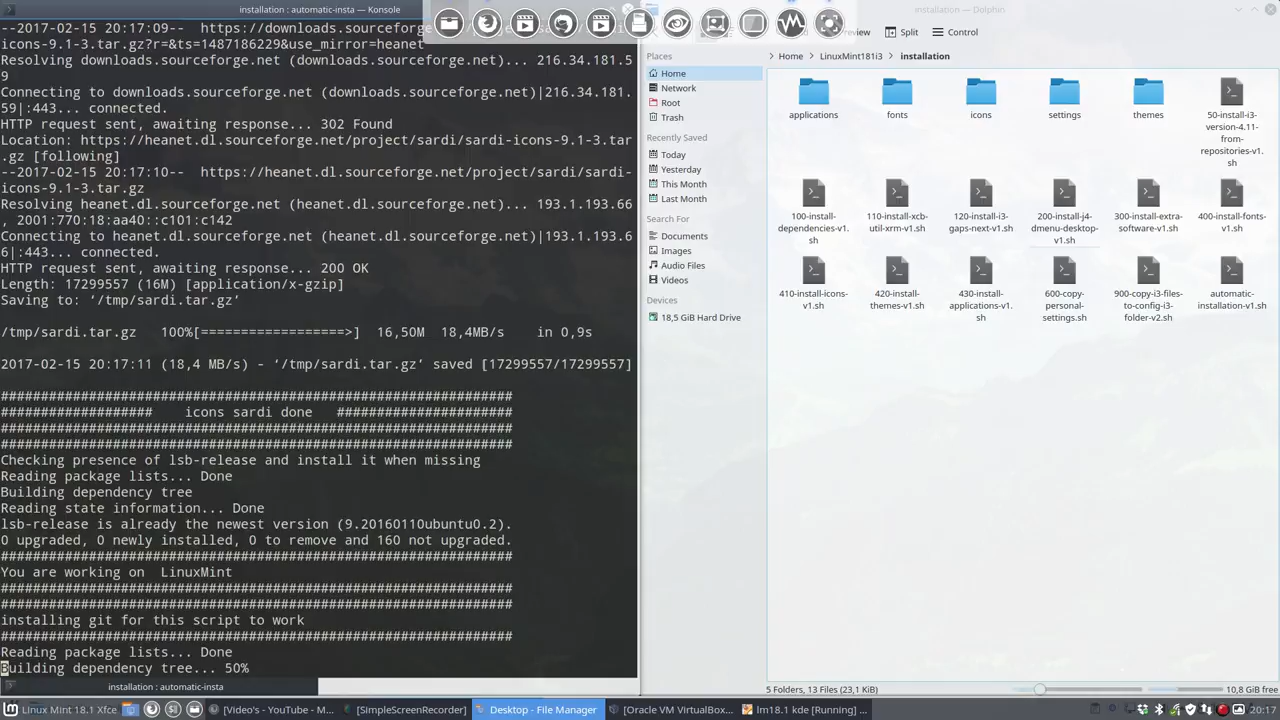 installation : automatic-insta — Konsole
--2017-02-15 20:17:09--  https://downloads.sourceforge.net/project/sardi/sardi-
icons-9.1-3.tar.gz?r=&ts=1487186229&use_mirror=heanet
Resolving downloads.sourceforge.net (downloads.sourceforge.net)... 216.34.181.5
9
Connecting to downloads.sourceforge.net (downloads.sourceforge.net)|216.34.181.
59|:443... connected.
HTTP request sent, awaiting response... 302 Found
Location: https://heanet.dl.sourceforge.net/project/sardi/sardi-icons-9.1-3.tar
.gz [following]
--2017-02-15 20:17:10--  https://heanet.dl.sourceforge.net/project/sardi/sardi-
icons-9.1-3.tar.gz
Resolving heanet.dl.sourceforge.net (heanet.dl.sourceforge.net)... 193.1.193.66
, 2001:770:18:aa40::c101:c142
Connecting to heanet.dl.sourceforge.net (heanet.dl.sourceforge.net)|193.1.193.6
6|:443... connected.
HTTP request sent, awaiting response... 200 OK
Length: 17299557 (16M) [application/x-gzip]
Saving to: ‘/tmp/sardi.tar.gz’
/tmp/sardi.tar.gz   100%[==================>]  16,50M  18,4MB/s    in 0,9s
2017-02-15 20:17:11 (18,4 MB/s) - ‘/tmp/sardi.tar.gz’ saved [17299557/17299557]
################################################################
###################    icons sardi done   ######################
################################################################
################################################################
Checking presence of lsb-release and install it when missing
Reading package lists... Done
Building dependency tree
Reading state information... Done
lsb-release is already the newest version (9.20160110ubuntu0.2).
0 upgraded, 0 newly installed, 0 to remove and 160 not upgraded.
################################################################
You are working on  LinuxMint
################################################################
################################################################
installing git for this script to work
################################################################
Reading package lists... Done
Building dependency tree... 50%
installation : automatic-insta
installation — Dolphin
Split
Control
Home
LinuxMint181i3
installation
Places
Home
Network
Root
Trash
Recently Saved
Today
Yesterday
This Month
Last Month
Search For
Documents
Images
Audio Files
Videos
Devices
18,5 GiB Hard Drive
applications
fonts
icons
settings
themes
50-install-i3-
version-4.11-
from-
repositories-v1.
sh
100-install-
dependencies-v1.
sh
110-install-xcb-
util-xrm-v1.sh
120-install-i3-
gaps-next-v1.sh
200-install-j4-
dmenu-desktop-
v1.sh
300-install-extra-
software-v1.sh
400-install-fonts-
v1.sh
410-install-icons-
v1.sh
420-install-
themes-v1.sh
430-install-
applications-v1.
sh
600-copy-
personal-
settings.sh
900-copy-i3-files-
to-config-i3-
folder-v2.sh
automatic-
installation-v1.sh
5 Folders, 13 Files (23,1 KiB)
10,8 GiB free
Linux Mint 18.1 Xfce
[Video's - YouTube - M...
[SimpleScreenRecorder]
Desktop - File Manager
[Oracle VM VirtualBox...
lm18.1 kde [Running] ...
20:17